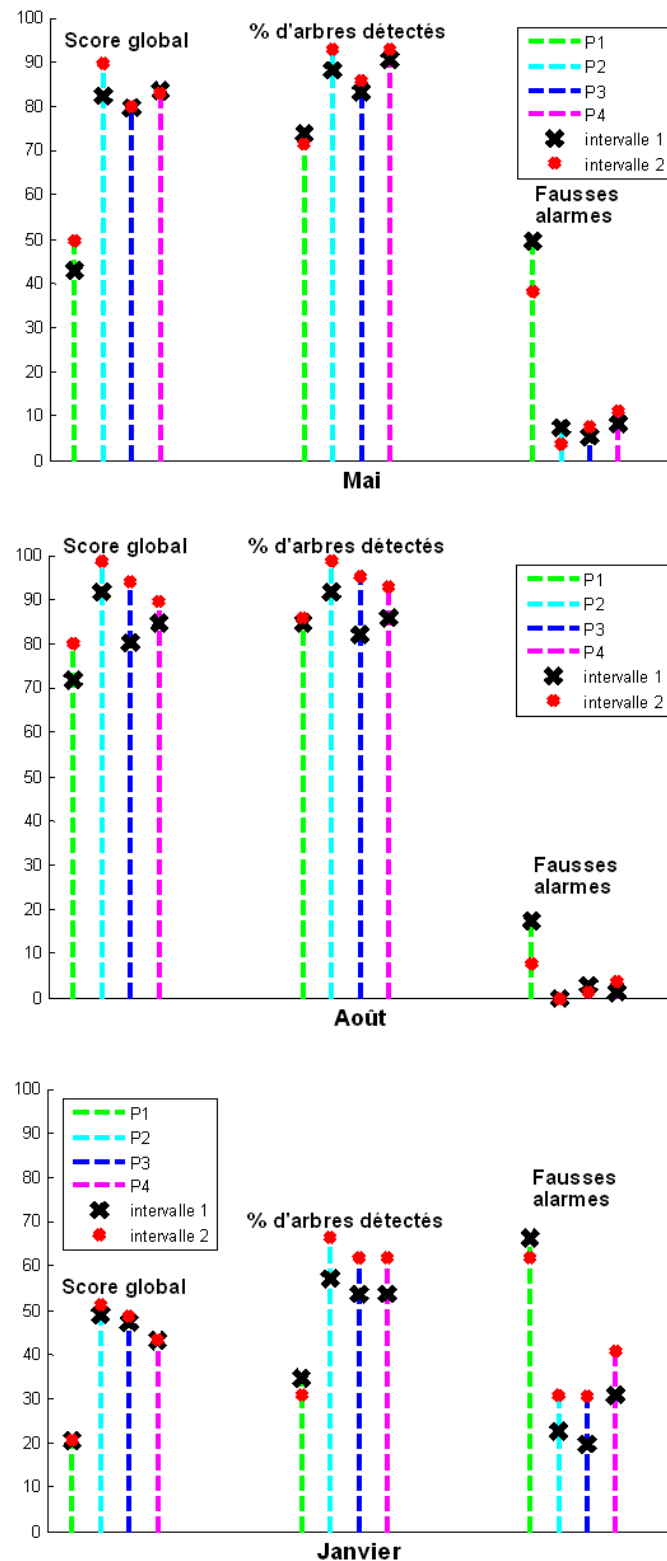 100
90
80
70
60
50
40
30
20
10
0
Score global
% d'arbres détectés
P1
P2
P3
P4
intervalle 1
intervalle 2
Fausses
alarmes
Mai
100
90
80
70
60
50
40
30
20
10
0
Score global
% d'arbres détectés
P1
P2
P3
P4
intervalle 1
intervalle 2
Fausses
alarmes
Août
100
90
80
70
60
50
40
30
20
10
0
P1
P2
P3
P4
intervalle 1
intervalle 2
Score global
% d'arbres détectés
Fausses
alarmes
Janvier